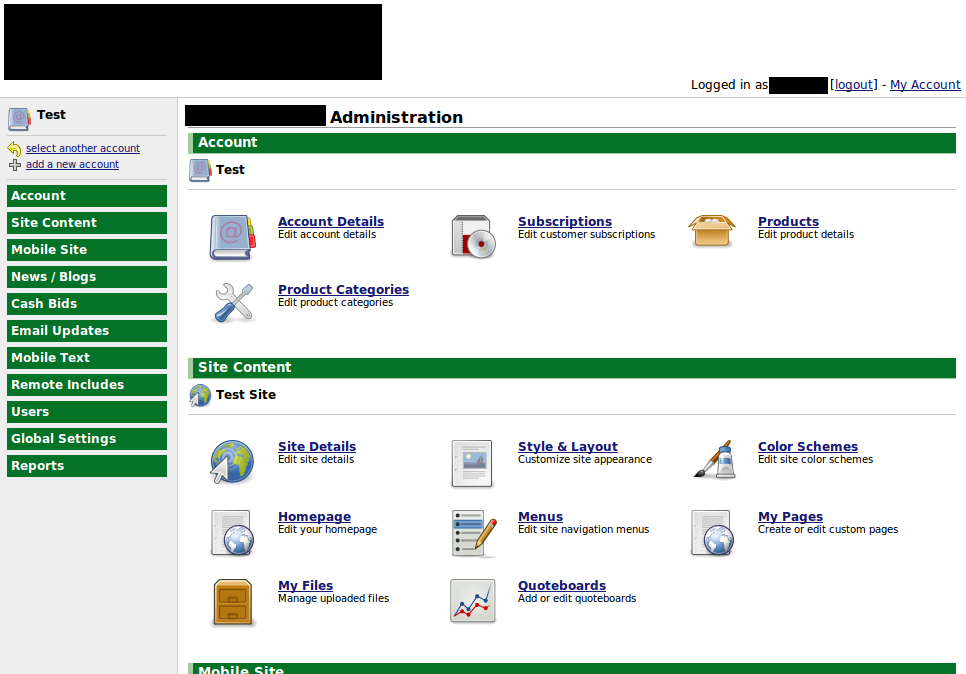 Logged in as [logout] - My Account
Test
select another account
add a new account
Account
Site Content
Mobile Site
News / Blogs
Cash Bids
Email Updates
Mobile Text
Remote Includes
Users
Global Settings
Reports
Administration
Account
Test
Account Details
Edit account details
Subscriptions
Edit customer subscriptions
Products
Edit product details
Product Categories
Edit product categories
Site Content
Test Site
Site Details
Edit site details
Style & Layout
Customize site appearance
Color Schemes
Edit site color schemes
Homepage
Edit your homepage
Menus
Edit site navigation menus
My Pages
Create or edit custom pages
My Files
Manage uploaded files
Quoteboards
Add or edit quoteboards
Mobile Site